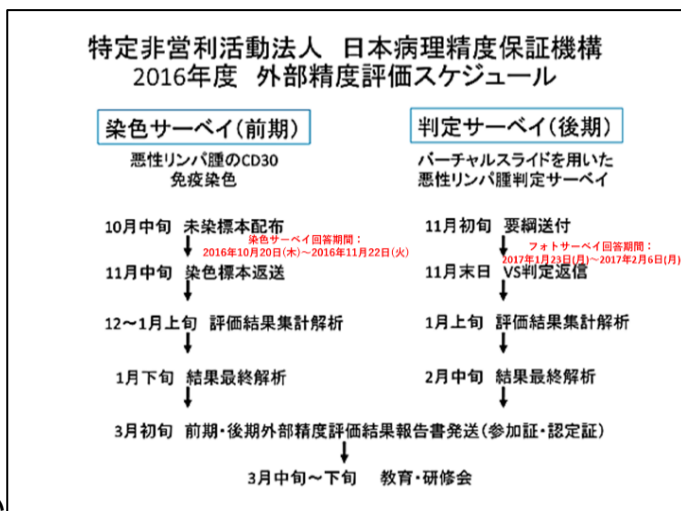 特定非営利活動法人 日本病理精度保証機構
2016年度 外部精度評価スケジュール
染色サーベイ(前期)
悪性リンパ腫のCD30
免疫染色
10月中旬 未染標本配布
染色サーベイ回答期間：
2016年10月20日(木)～2016年11月22日(火)
11月中旬 染色標本返送
12～1月上旬 評価結果集計解析
1月下旬 結果最終解析
判定サーベイ(後期)
バーチャルスライドを用いた
悪性リンパ腫判定サーベイ
11月初旬 要綱送付
フォトサーベイ回答期間：
2017年1月23日(月)～2017年2月6日(月)
11月末日 VS判定返信
1月上旬 評価結果集計解析
2月中旬 結果最終解析
3月初旬 前期・後期外部精度評価結果報告書発送(参加証・認定証)
3月中旬～下旬 教育・研修会